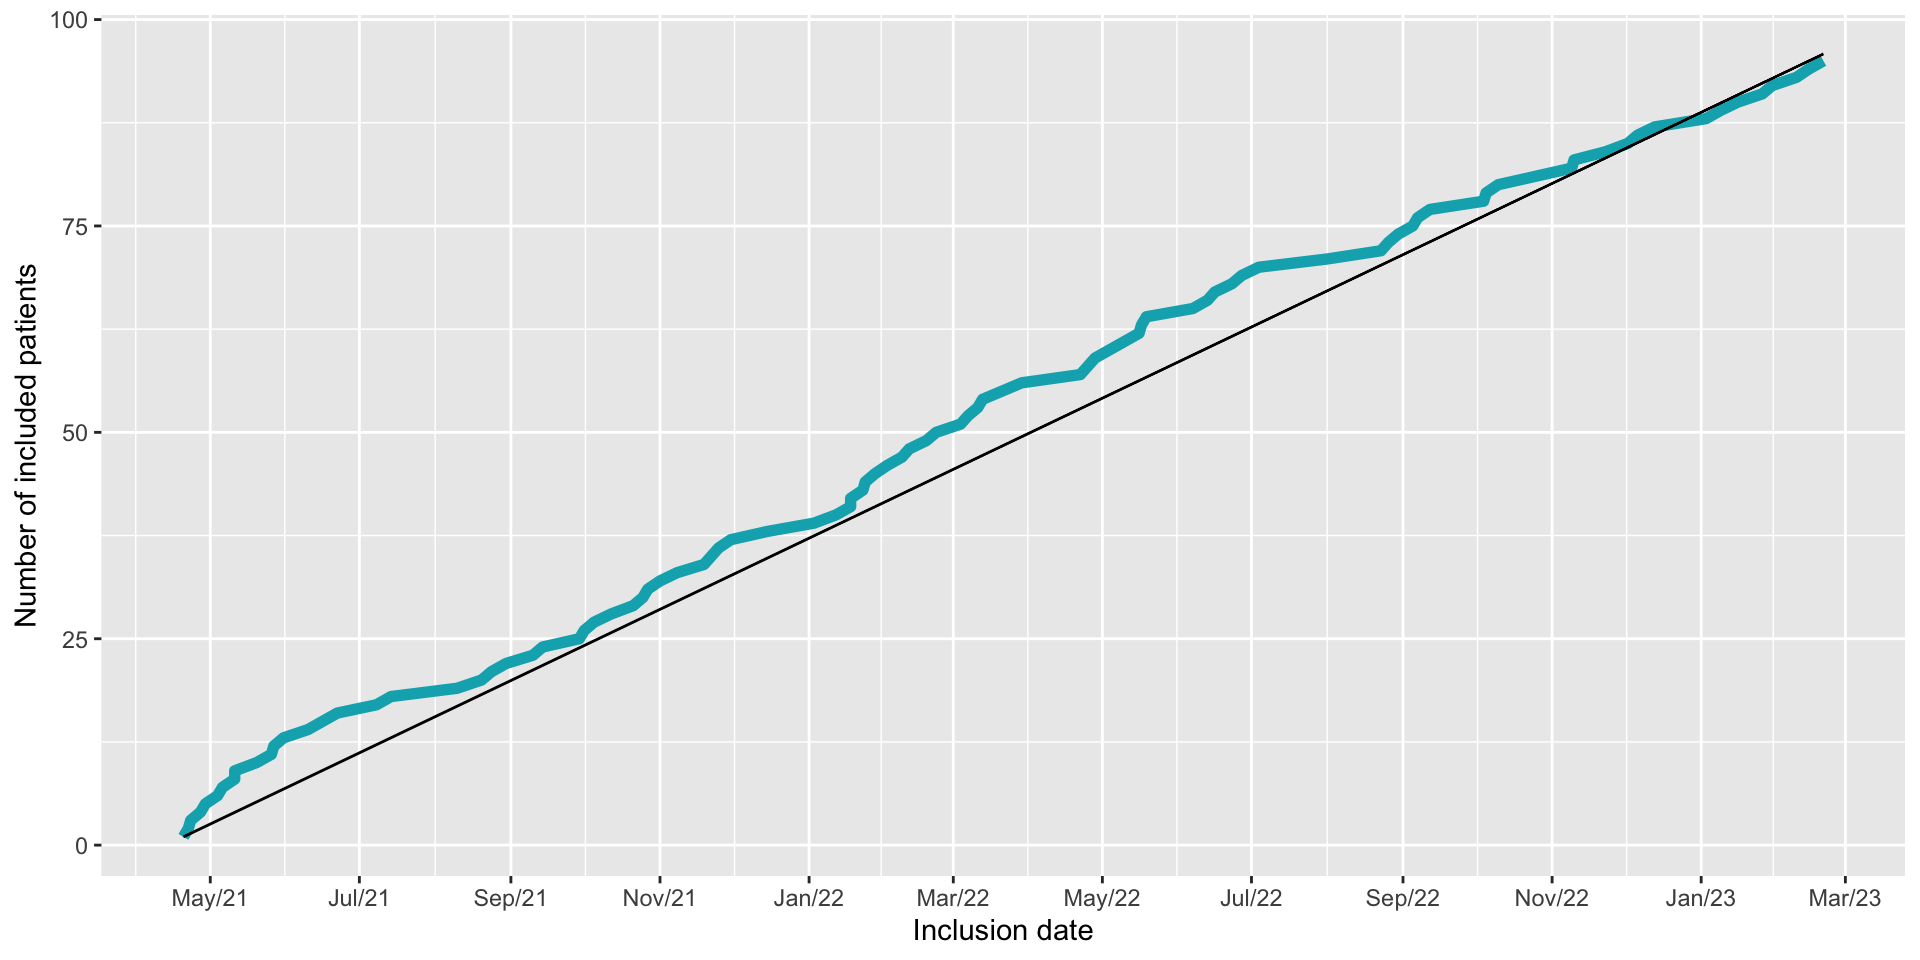 100
75
50
25
0
Number of included patients
May/21 Jul/21 Sep/21 Nov/21 Jan/22 Mar/22 May/22 Jul/22 Sep/22 Nov/22 Jan/23 Mar/23
Inclusion date